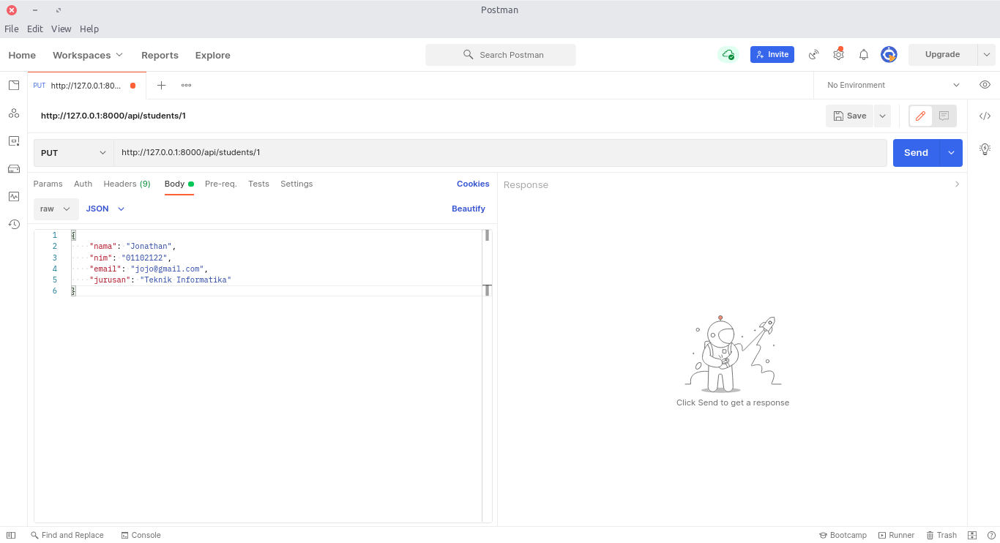 Postman
File Edit View Help
Home Workspaces Reports Explore Search Postman Invite Upgrade
PUT http://127.0.0.1:80... No Environment
http://127.0.0.1:8000/api/students/1 Save
PUT http://127.0.0.1:8000/api/students/1 Send
Params Auth Headers (9) Body Pre-req. Tests Settings Cookies
Response
raw JSON Beautify
1 {
2 "nama": "Jonathan",
3 "nim": "01102122",
4 "email": "jojo@gmail.com",
5 "jurusan": "Teknik Informatika"
6 }
Click Send to get a response
Find and Replace Console Bootcamp Runner Trash